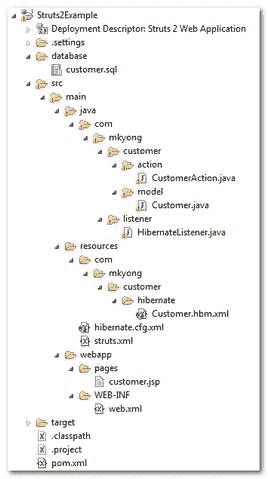 Struts2Example
Deployment Descriptor: Struts 2 Web Application
.settings
database
customer.sql
src
main
java
com
mkyong
customer
action
CustomerAction.java
model
Customer.java
listener
HibernateListener.java
resources
com
mkyong
customer
hibernate
Customer.hbm.xml
hibernate.cfg.xml
struts.xml
webapp
pages
customer.jsp
WEB-INF
web.xml
target
.classpath
.project
pom.xml